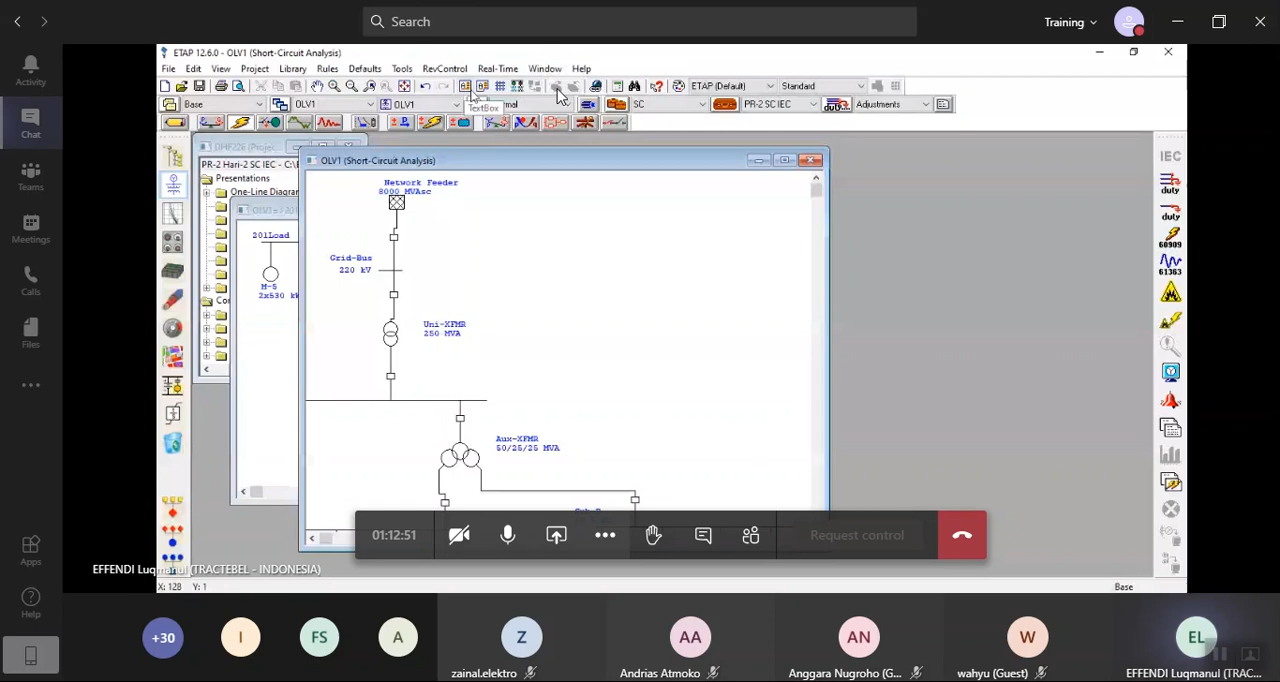 Search
Training
Activity
Chat
Teams
Meetings
Calls
Files
Apps
Help
ETAP 12.6.0 - OLV1 (Short-Circuit Analysis)
File Edit View Project Library Rules Defaults Tools RevControl Real-Time Window Help
ETAP (Default) Standard
Base OLV1 OLV1 Normal SC PR-2 SC IEC Adjustments
TextBox
PR-2 Hari-2 SC IEC - C:\E
Presentations
One-Line Diagram
201Load
M-5
2x530 k
OLV1 (Short-Circuit Analysis)
Network Feeder
8000 MVAsc
Grid-Bus
220 kV
Uni-XFMR
250 MVA
Aux-XFMR
50/25/25 MVA
IEC
duty
duty
60909
61363
01:12:51
Request control
EFFENDI Luqmanul (TRACTEBEL - INDONESIA)
X: 128 Y: 1
Base
+30
I
FS
A
Z
zainal.elektro
AA
Andrias Atmoko
AN
Anggara Nugroho (G...
W
wahyu (Guest)
EL
EFFENDI Luqmanul (TRAC...